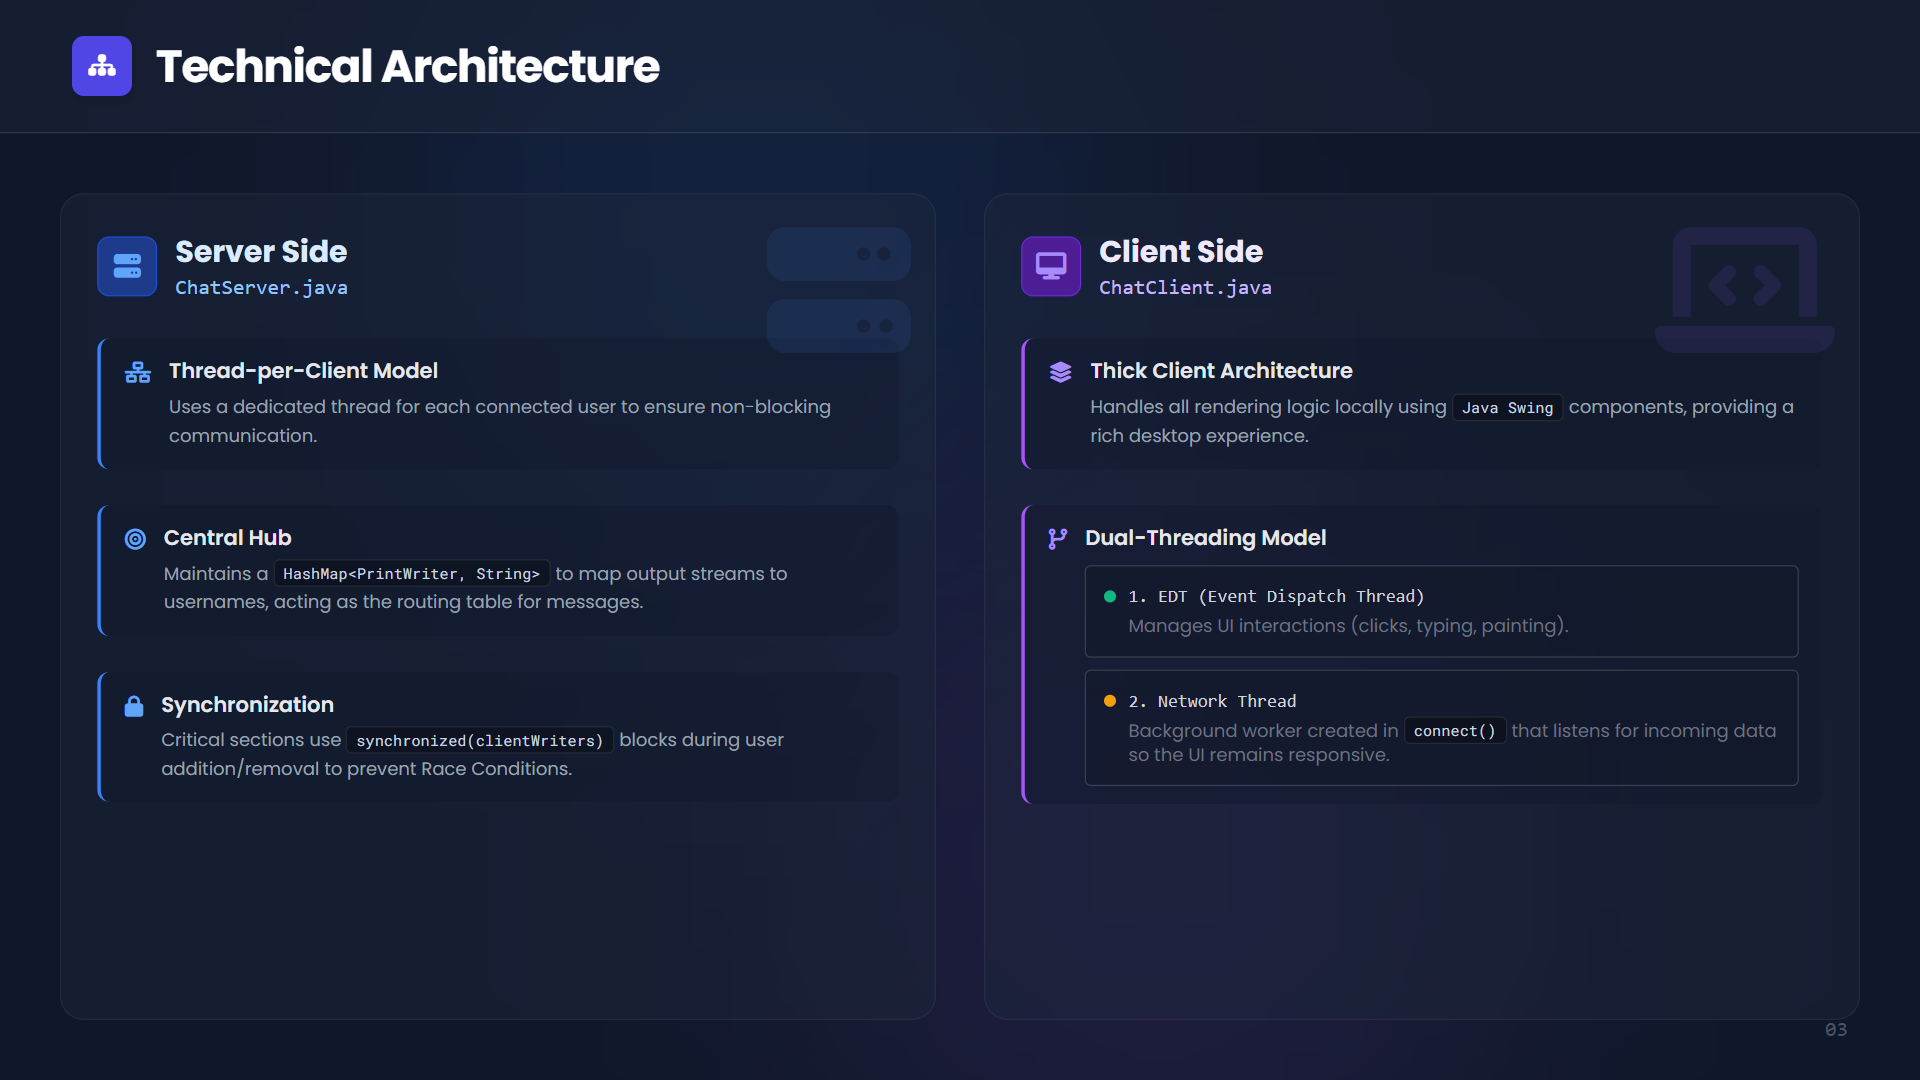 Technical Architecture
Server Side
ChatServer.java
Thread-per-Client Model
Uses a dedicated thread for each connected user to ensure non-blocking
communication.
Central Hub
Maintains a HashMap<PrintWriter, String> to map output streams to
usernames, acting as the routing table for messages.
Synchronization
Critical sections use synchronized(clientWriters) blocks during user
addition/removal to prevent Race Conditions.
Client Side
ChatClient.java
Thick Client Architecture
Handles all rendering logic locally using Java Swing components, providing a
rich desktop experience.
Dual-Threading Model
1. EDT (Event Dispatch Thread)
Manages UI interactions (clicks, typing, painting).
2. Network Thread
Background worker created in connect() that listens for incoming data
so the UI remains responsive.
03